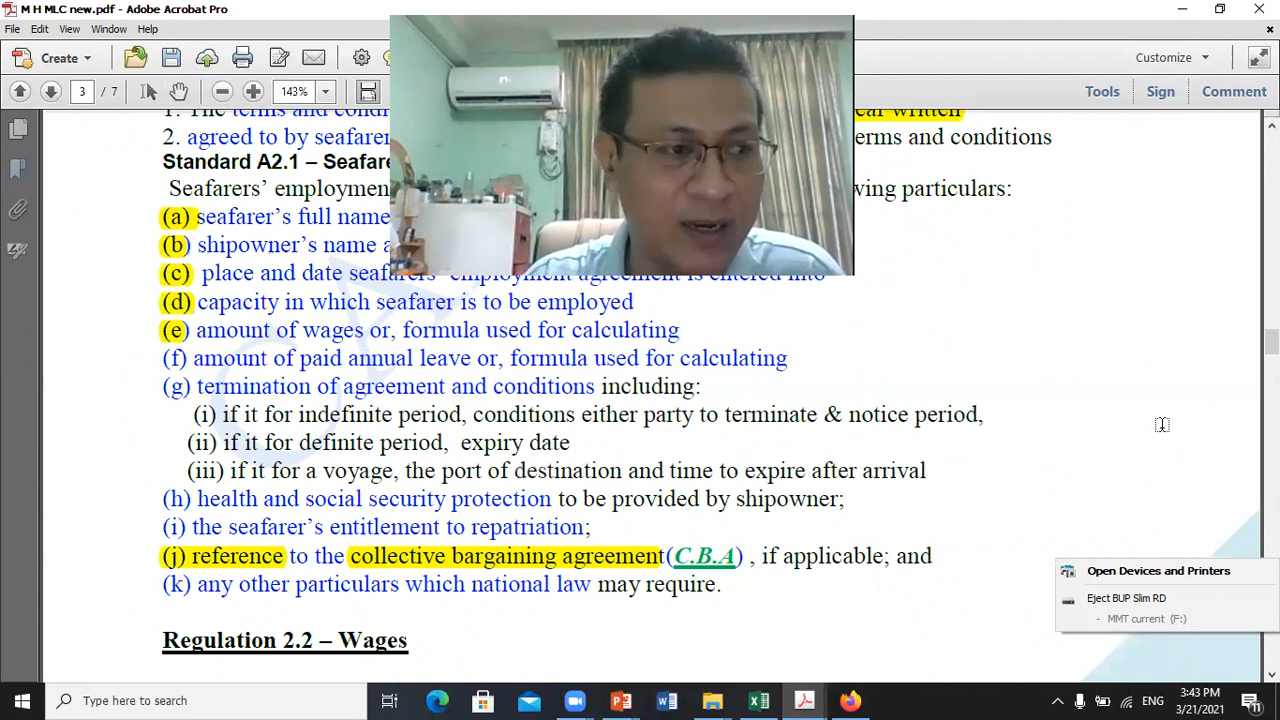 M H MLC new.pdf - Adobe Acrobat Pro
File Edit View Window Help
Create
Customize
3 / 7
143%
Tools Sign Comment
1. The terms and
2. agreed to by seafarer erms and conditions
Standard A2.1 – Seafare
Seafarers’ employmen wing particulars:
(a) seafarer’s full name
(b) shipowner’s name a
(c) place and date seafarers’ employment agreement is entered into
(d) capacity in which seafarer is to be employed
(e) amount of wages or, formula used for calculating
(f) amount of paid annual leave or, formula used for calculating
(g) termination of agreement and conditions including:
(i) if it for indefinite period, conditions either party to terminate & notice period,
(ii) if it for definite period, expiry date
(iii) if it for a voyage, the port of destination and time to expire after arrival
(h) health and social security protection to be provided by shipowner;
(i) the seafarer’s entitlement to repatriation;
(j) reference to the collective bargaining agreement(C.B.A) , if applicable; and
(k) any other particulars which national law may require.
Regulation 2.2 – Wages
Open Devices and Printers
Eject BUP Slim RD
- MMT current (F:)
Type here to search
ENG
3:43 PM
3/21/2021
11